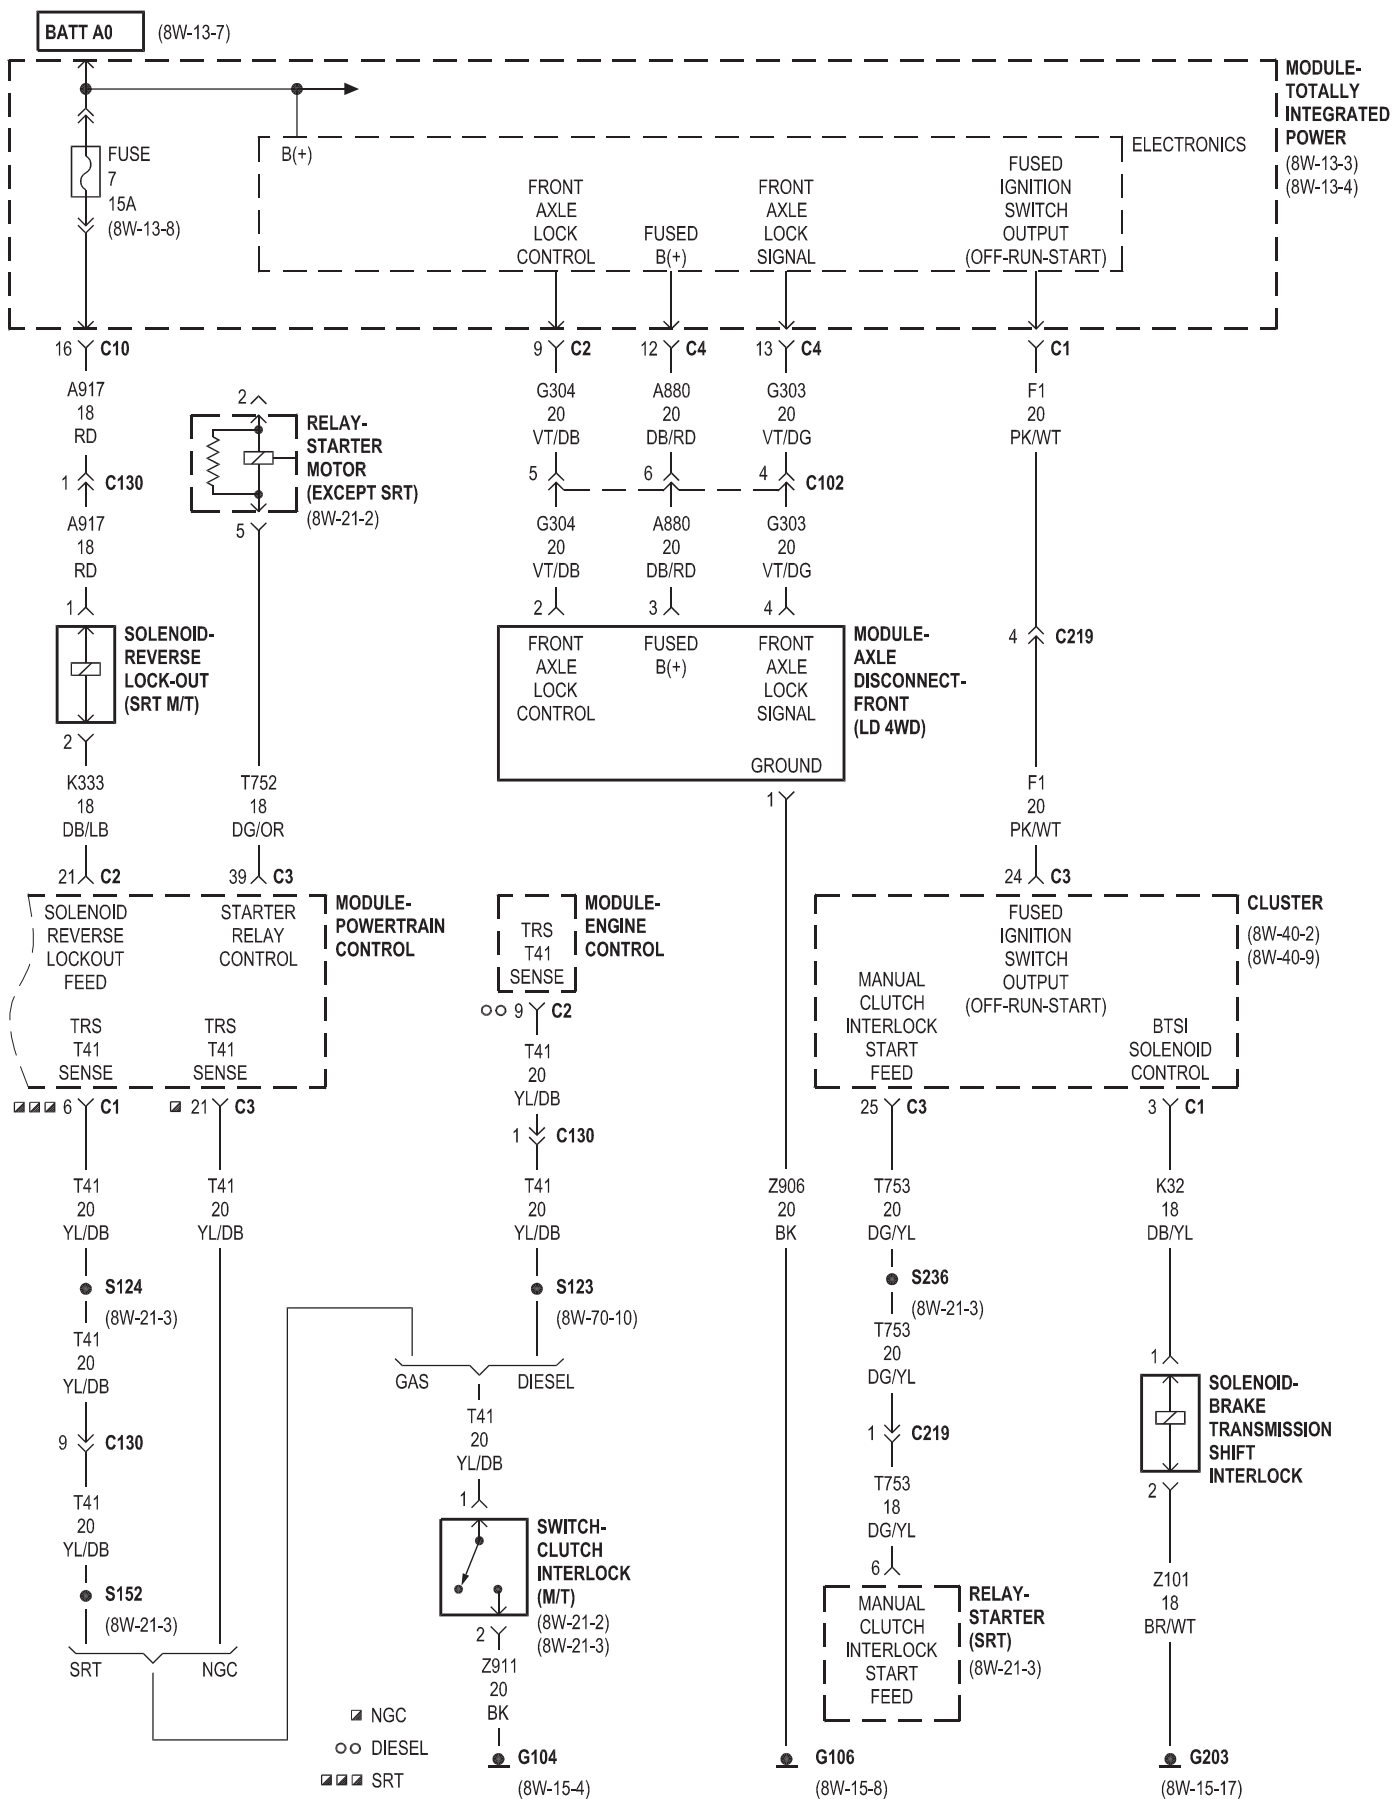 BATT A0 (8W-13-7)
MODULE-
TOTALLY
INTEGRATED
POWER
(8W-13-3)
(8W-13-4)
FUSE
7
15A
(8W-13-8)
B(+)
ELECTRONICS
FRONT
AXLE
LOCK
CONTROL
FUSED
B(+)
FRONT
AXLE
LOCK
SIGNAL
FUSED
IGNITION
SWITCH
OUTPUT
(OFF-RUN-START)
16 C10
9 C2
12 C4
13 C4
C1
A917
18
RD
G304
20
VT/DB
A880
20
DB/RD
G303
20
VT/DG
F1
20
PK/WT
2
RELAY-
STARTER
MOTOR
(EXCEPT SRT)
(8W-21-2)
5
1 C130
5
6
4
C102
A917
18
RD
G304
20
VT/DB
A880
20
DB/RD
G303
20
VT/DG
1
2
3
4
SOLENOID-
REVERSE
LOCK-OUT
(SRT M/T)
2
FRONT
AXLE
LOCK
CONTROL
FUSED
B(+)
FRONT
AXLE
LOCK
SIGNAL
GROUND
MODULE-
AXLE
DISCONNECT-
FRONT
(LD 4WD)
1
4 C219
K333
18
DB/LB
T752
18
DG/OR
F1
20
PK/WT
21 C2
39 C3
24 C3
SOLENOID
REVERSE
LOCKOUT
FEED
STARTER
RELAY
CONTROL
MODULE-
POWERTRAIN
CONTROL
TRS
T41
SENSE
TRS
T41
SENSE
TRS
T41
SENSE
MODULE-
ENGINE
CONTROL
FUSED
IGNITION
SWITCH
OUTPUT
(OFF-RUN-START)
MANUAL
CLUTCH
INTERLOCK
START
FEED
BTSI
SOLENOID
CONTROL
CLUSTER
(8W-40-2)
(8W-40-9)
9 C2
T41
20
YL/DB
1 C130
6 C1
21 C3
25 C3
3 C1
T41
20
YL/DB
T41
20
YL/DB
T41
20
YL/DB
Z906
20
BK
T753
20
DG/YL
K32
18
DB/YL
S124
(8W-21-3)
S123
(8W-70-10)
S236
(8W-21-3)
T41
20
YL/DB
T753
20
DG/YL
GAS
DIESEL
T41
20
YL/DB
1
9 C130
1 C219
1
SOLENOID-
BRAKE
TRANSMISSION
SHIFT
INTERLOCK
2
T41
20
YL/DB
T753
18
DG/YL
SWITCH-
CLUTCH
INTERLOCK
(M/T)
(8W-21-2)
(8W-21-3)
2
6
S152
(8W-21-3)
MANUAL
CLUTCH
INTERLOCK
START
FEED
RELAY-
STARTER
(SRT)
(8W-21-3)
Z101
18
BR/WT
SRT
NGC
Z911
20
BK
NGC
DIESEL
SRT
G104
(8W-15-4)
G106
(8W-15-8)
G203
(8W-15-17)